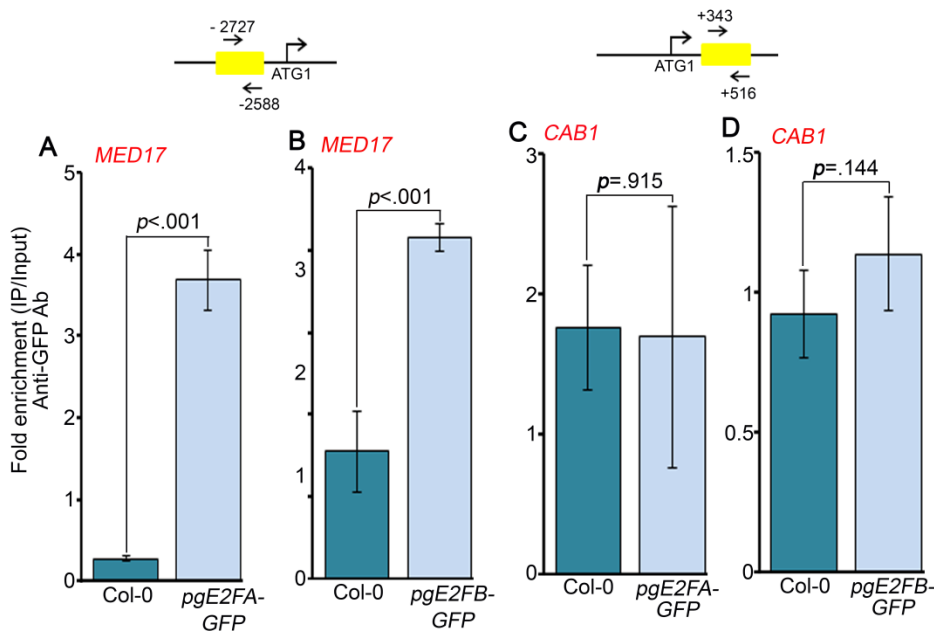 - 2727
ATG1
-2588
+343
ATG1
+516
A
MED17
B
MED17
C
CAB1
D
CAB1
Fold enrichment (IP/Input)
Anti-GFP Ab
5
4
3
2
1
0
p<.001
Col-0
pgE2FA-
GFP
4
3
3
2
1
0
p<.001
Col-0
pgE2FB-
GFP
3
2
1
0
p=.915
Col-0
pgE2FA-
GFP
1.5
1
0.5
0
p=.144
Col-0
pgE2FB-
GFP